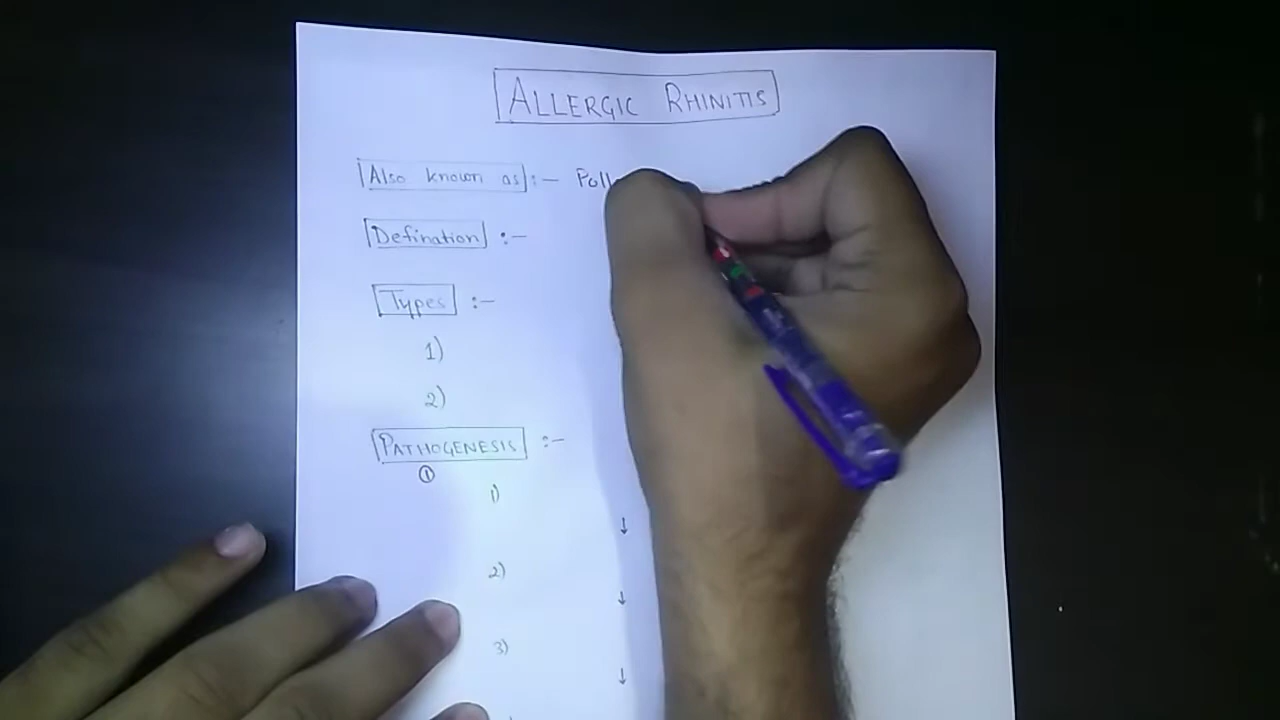 ALLERGIC RHINITIS
Also known as :- Poll
Defination :-
Types :-
1)
2)
PATHOGENESIS :-
①
1)
↓
2)
↓
3)
↓